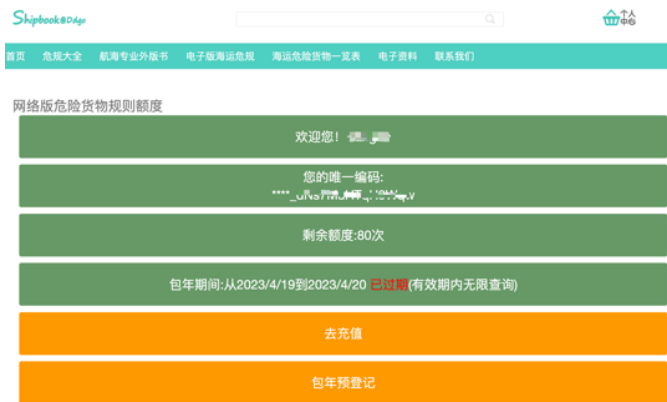 Shipbook@Ddge
个人
中心
首页 危规大全 航海专业外版书 电子版海运危规 海运危险货物一览表 电子资料 联系我们
网络版危险货物规则额度
欢迎您!
您的唯一编码:
剩余额度:80次
包年期间:从2023/4/19到2023/4/20 已过期(有效期内无限查询)
去充值
包年预登记